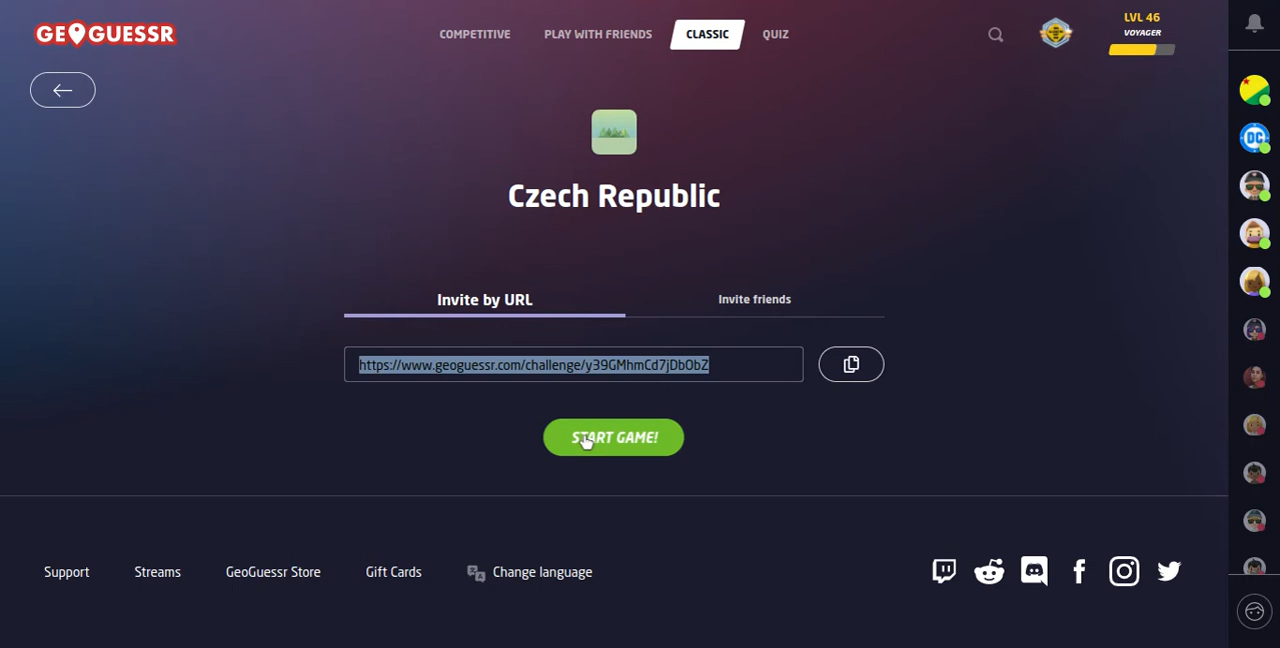 GEOGUESSR
COMPETITIVE
PLAY WITH FRIENDS
CLASSIC
QUIZ
LVL 46
VOYAGER
DC
Czech Republic
Invite by URL
Invite friends
https://www.geoguessr.com/challenge/y39GMhmCd7jDbObZ
START GAME!
Support
Streams
GeoGuessr Store
Gift Cards
Change language